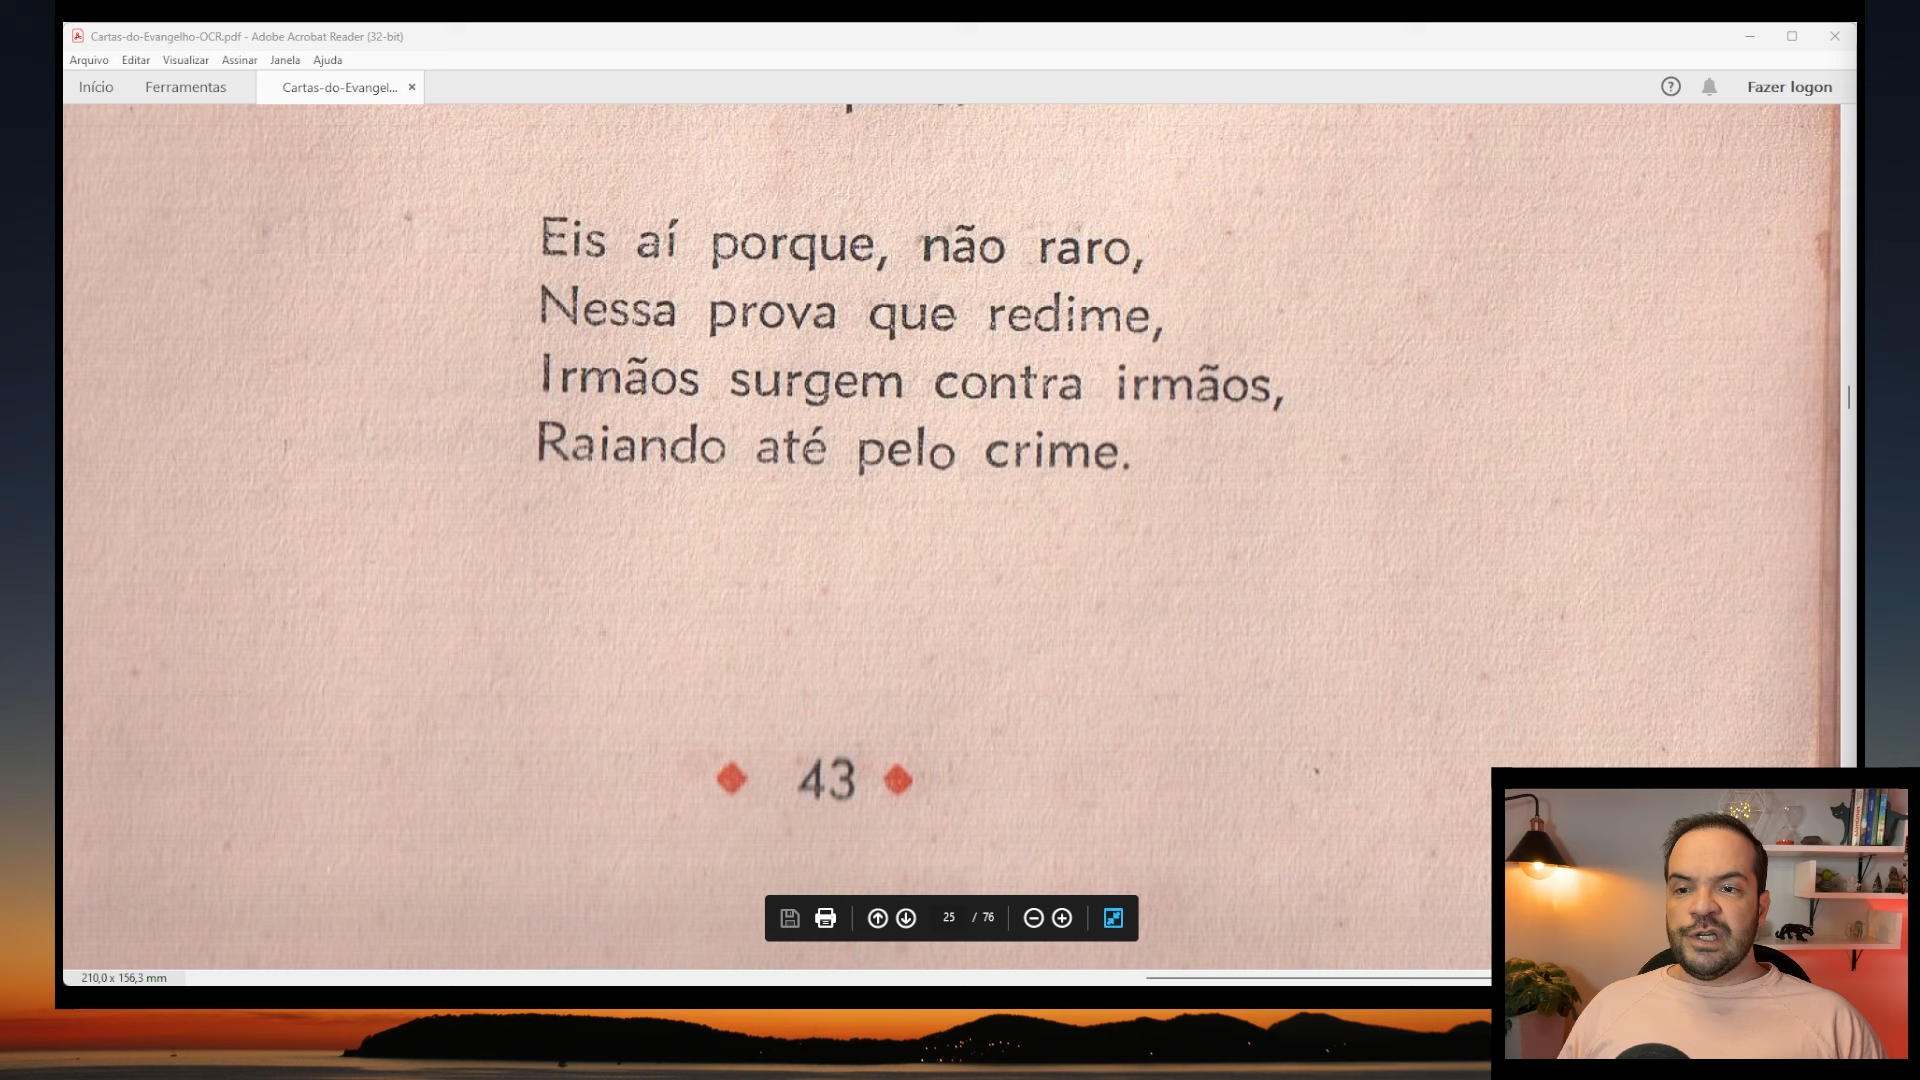 Cartas-do-Evangelho-OCR.pdf - Adobe Acrobat Reader (32-bit)
Arquivo Editar Visualizar Assinar Janela Ajuda
Início Ferramentas Cartas-do-Evangel... × Fazer logon
Eis aí porque, não raro,
Nessa prova que redime,
Irmãos surgem contra irmãos,
Raiando até pelo crime.
43
25 / 76
210,0 x 156,3 mm